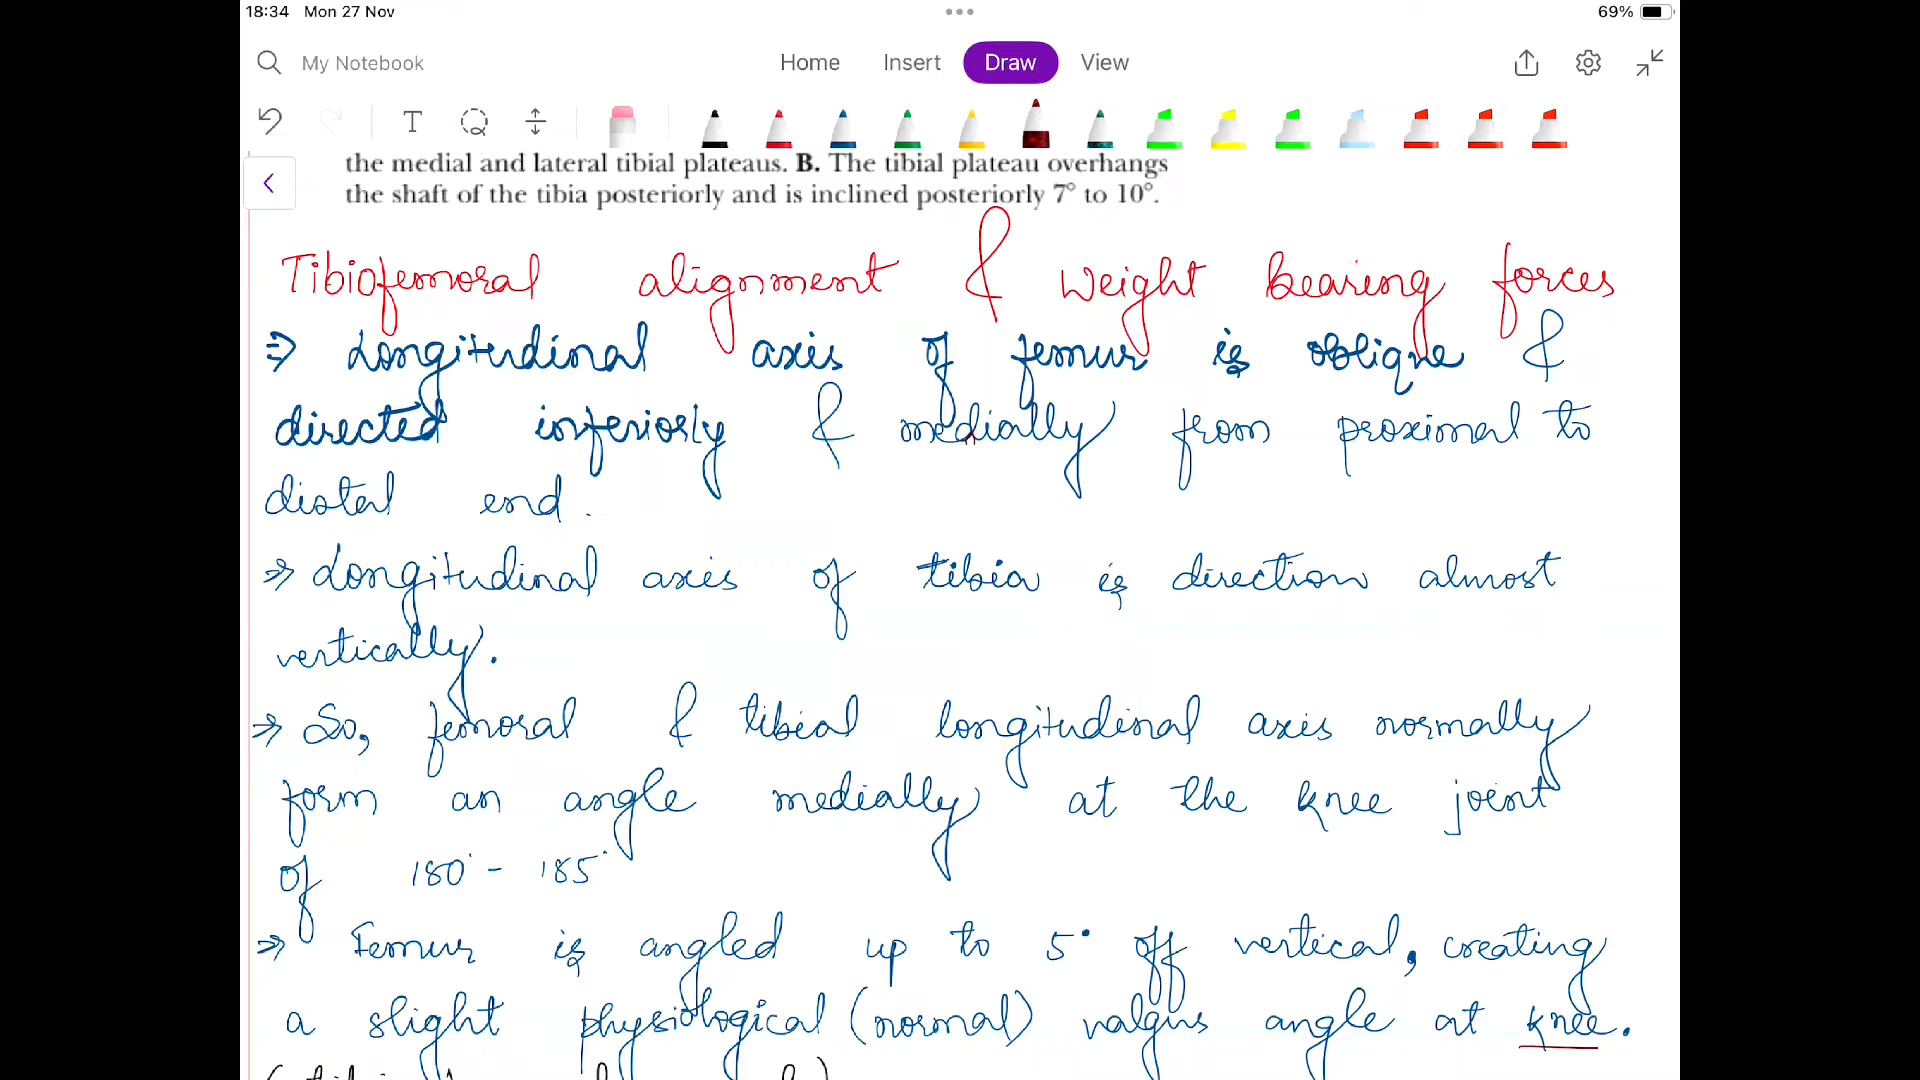 18:34 Mon 27 Nov
69%
My Notebook
Home Insert Draw View
T
the medial and lateral tibial plateaus. B. The tibial plateau overhangs
the shaft of the tibia posteriorly and is inclined posteriorly 7° to 10°.
Tibiofemoral alignment & Weight bearing forces
⇒ Longitudinal axis of femur is oblique &
directed inferiorly & medially from proximal to
distal end.
⇒ Longitudinal axis of tibia is direction almost
vertically.
⇒ So, femoral & tibial longitudinal axis normally
form an angle medially at the knee joint
of 180° - 185°
⇒ Femur is angled up to 5° off vertical, creating
a slight physiological (normal) valgus angle at knee.